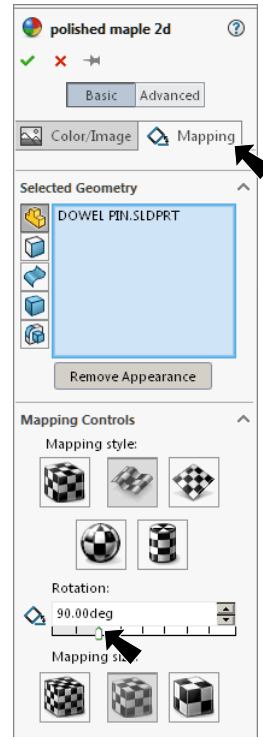 polished maple 2d
Basic Advanced
Color/Image Mapping
Selected Geometry
DOWEL PIN.SLDPRT
Remove Appearance
Mapping Controls
Mapping style:
Rotation:
90.00deg
Mapping